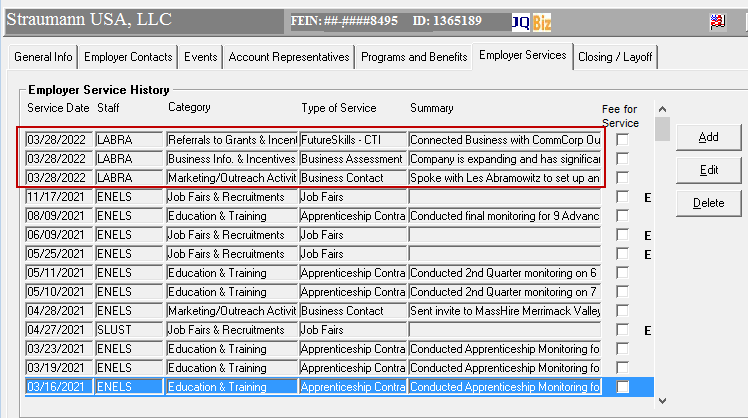 Straumann USA, LLC FEIN: ##-####8495 ID: 1365189 JQ Biz
General Info Employer Contacts Events Account Representatives Programs and Benefits Employer Services Closing / Layoff
Employer Service History
Service Date Staff Category Type of Service Summary Fee for Service
03/28/2022 LABRA Referrals to Grants & Incent FutureSkills - CTI Connected Business with CommCorp Ou
Add
03/28/2022 LABRA Business Info. & Incentives Business Assessment Company is expanding and has significar
Edit
03/28/2022 LABRA Marketing/Outreach Activit Business Contact Spoke with Les Abramowitz to set up an
11/17/2021 ENELS Job Fairs & Recruitments Job Fairs E
Delete
08/09/2021 ENELS Education & Training Apprenticeship Contra Conducted final monitoring for 9 Advanc
06/09/2021 ENELS Job Fairs & Recruitments Job Fairs E
05/25/2021 ENELS Job Fairs & Recruitments Job Fairs E
05/11/2021 ENELS Education & Training Apprenticeship Contra Conducted 2nd Quarter monitoring on 6
05/10/2021 ENELS Education & Training Apprenticeship Contra Conducted 2nd Quarter monitoring on 7
04/28/2021 ENELS Marketing/Outreach Activit Business Contact Sent invite to MassHire Merrimack Valley
04/27/2021 SLUST Job Fairs & Recruitments Job Fairs E
03/23/2021 ENELS Education & Training Apprenticeship Contra Conducted Apprenticeship Monitoring fo
03/19/2021 ENELS Education & Training Apprenticeship Contra Conducted Apprenticeship Monitoring fo
03/16/2021 ENELS Education & Training Apprenticeship Contra Conducted Apprenticeship Monitoring fo